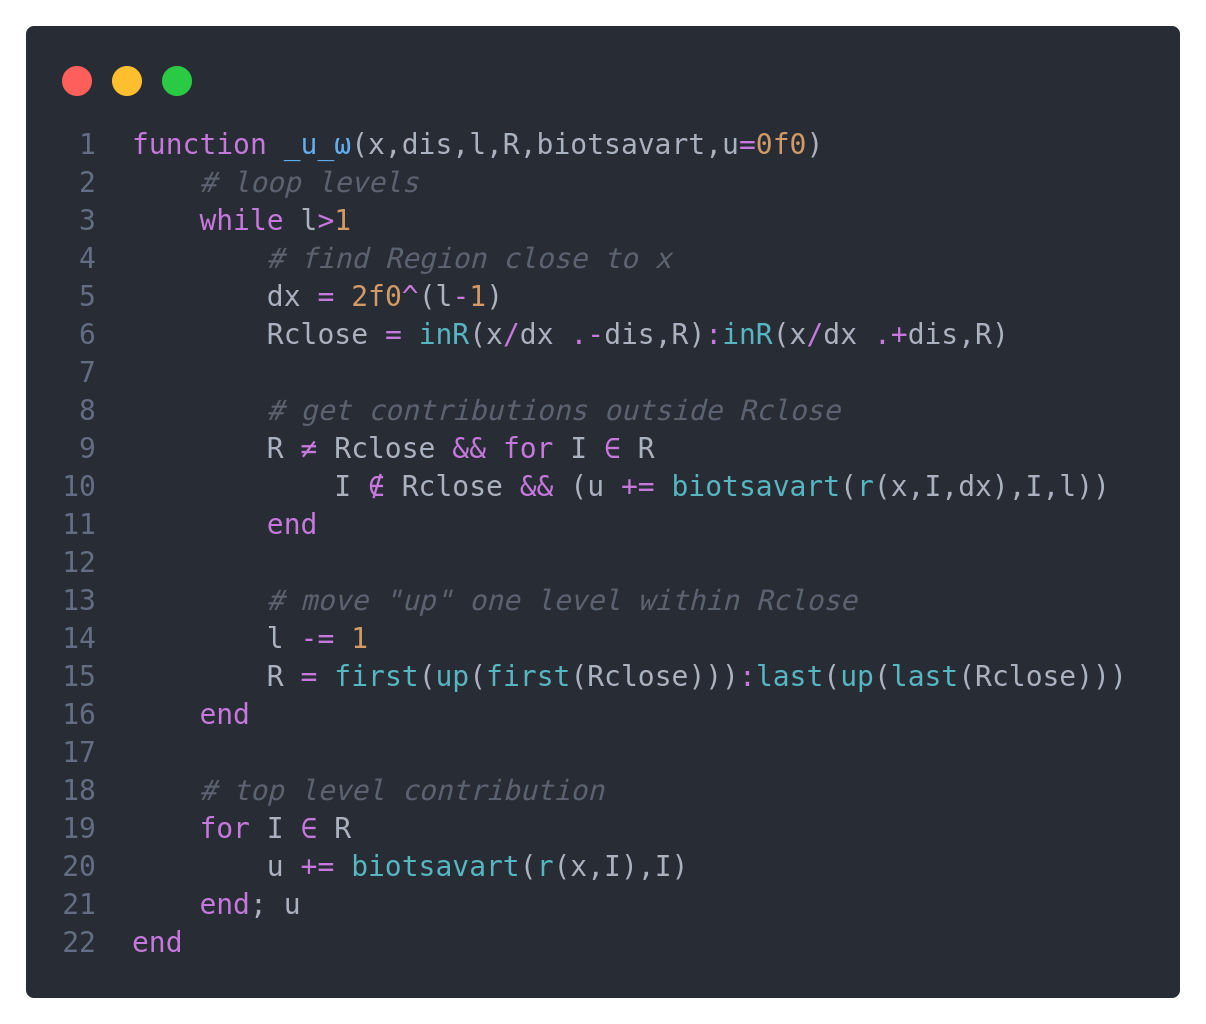 1 function _u_ω(x,dis,l,R,biotsavart,u=0f0)
2     # loop levels
3     while l>1
4         # find Region close to x
5         dx = 2f0^(l-1)
6         Rclose = inR(x/dx .-dis,R):inR(x/dx .+dis,R)
7
8         # get contributions outside Rclose
9         R ≠ Rclose && for I ∈ R
10             I ∉ Rclose && (u += biotsavart(r(x,I,dx),I,l))
11         end
12
13         # move "up" one level within Rclose
14         l -= 1
15         R = first(up(first(Rclose))):last(up(last(Rclose)))
16     end
17
18     # top level contribution
19     for I ∈ R
20         u += biotsavart(r(x,I),I)
21     end; u
22 end